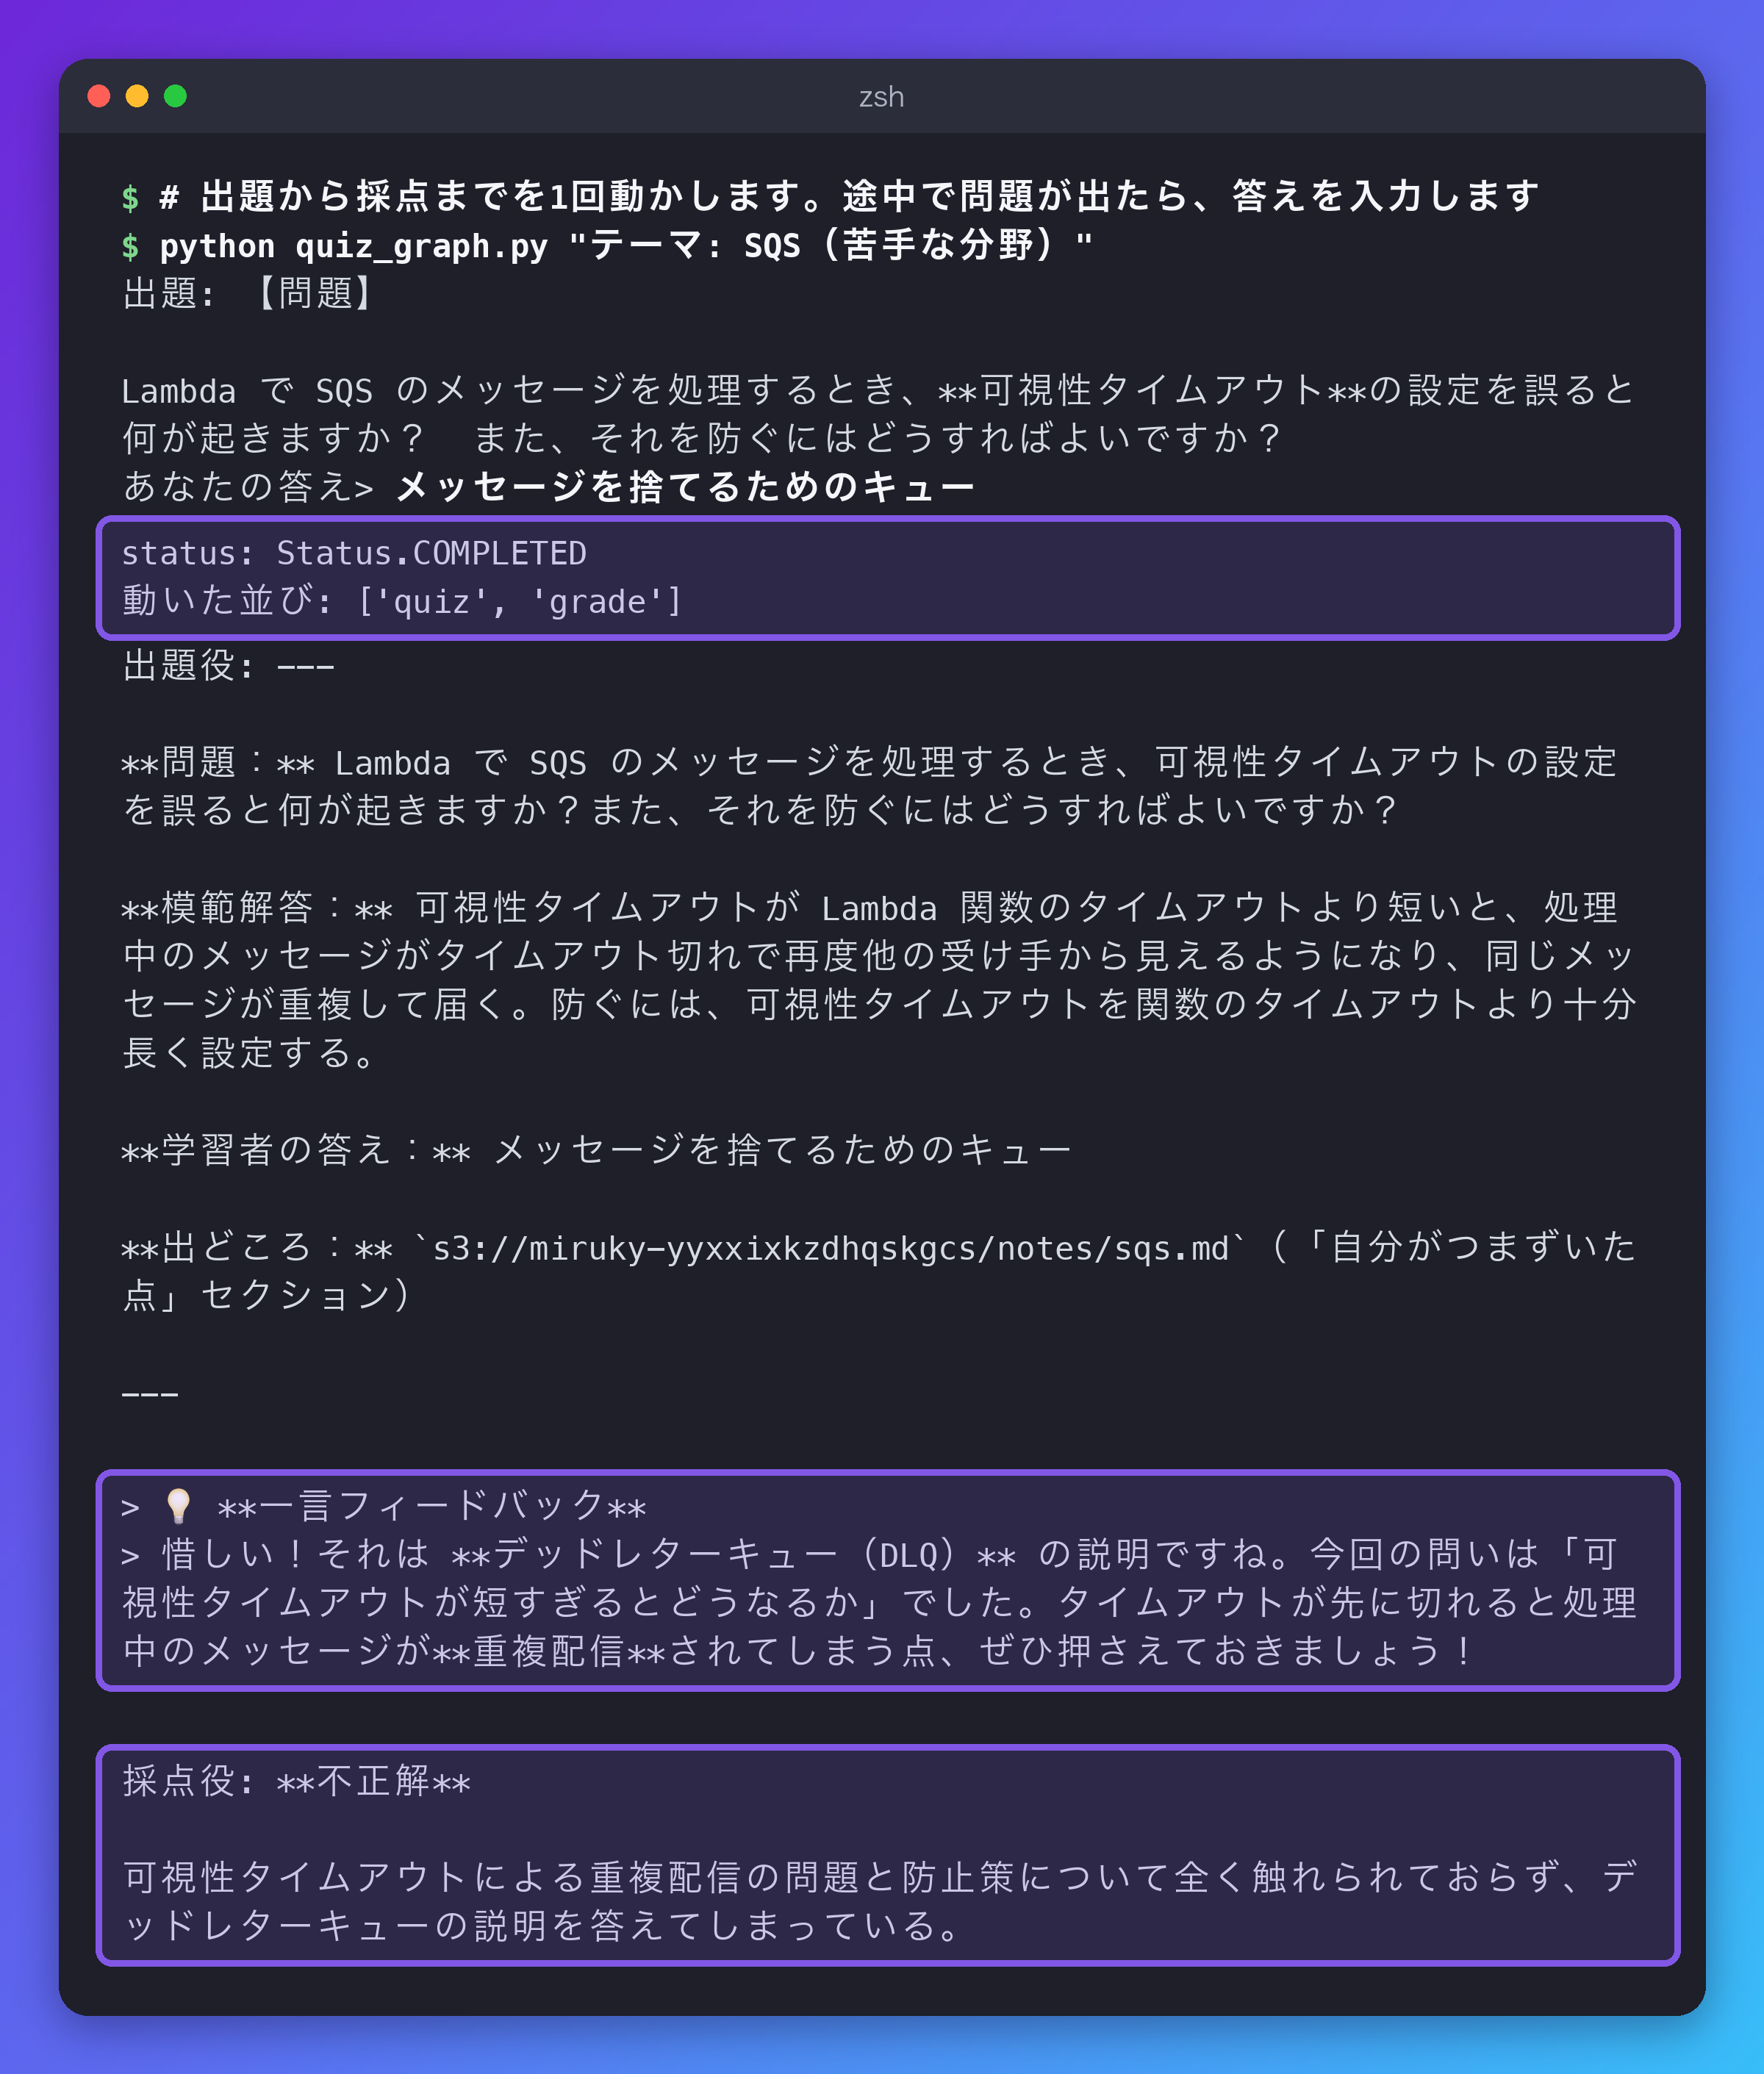 zsh
$ # 出題から採点までを1回動かします。途中で問題が出たら、答えを入力します
$ python quiz_graph.py "テーマ: SQS（苦手な分野）"
出題: 【問題】
Lambda で SQS のメッセージを処理するとき、**可視性タイムアウト**の設定を誤ると
何が起きますか？　また、それを防ぐにはどうすればよいですか？
あなたの答え> メッセージを捨てるためのキュー
status: Status.COMPLETED
動いた並び: ['quiz', 'grade']
出題役: ---
**問題：** Lambda で SQS のメッセージを処理するとき、可視性タイムアウトの設定
を誤ると何が起きますか？また、それを防ぐにはどうすればよいですか？
**模範解答：** 可視性タイムアウトが Lambda 関数のタイムアウトより短いと、処理
中のメッセージがタイムアウト切れで再度他の受け手から見えるようになり、同じメッ
セージが重複して届く。防ぐには、可視性タイムアウトを関数のタイムアウトより十分
長く設定する。
**学習者の答え：** メッセージを捨てるためのキュー
**出どころ：** `s3://miruky-yyxxixkzdhqskgcs/notes/sqs.md`（「自分がつまずいた
点」セクション）
---
> 💡 **一言フィードバック**
> 惜しい！それは **デッドレターキュー（DLQ）** の説明ですね。今回の問いは「可
視性タイムアウトが短すぎるとどうなるか」でした。タイムアウトが先に切れると処理
中のメッセージが**重複配信**されてしまう点、ぜひ押さえておきましょう！
採点役: **不正解**
可視性タイムアウトによる重複配信の問題と防止策について全く触れられておらず、デ
ッドレターキューの説明を答えてしまっている。